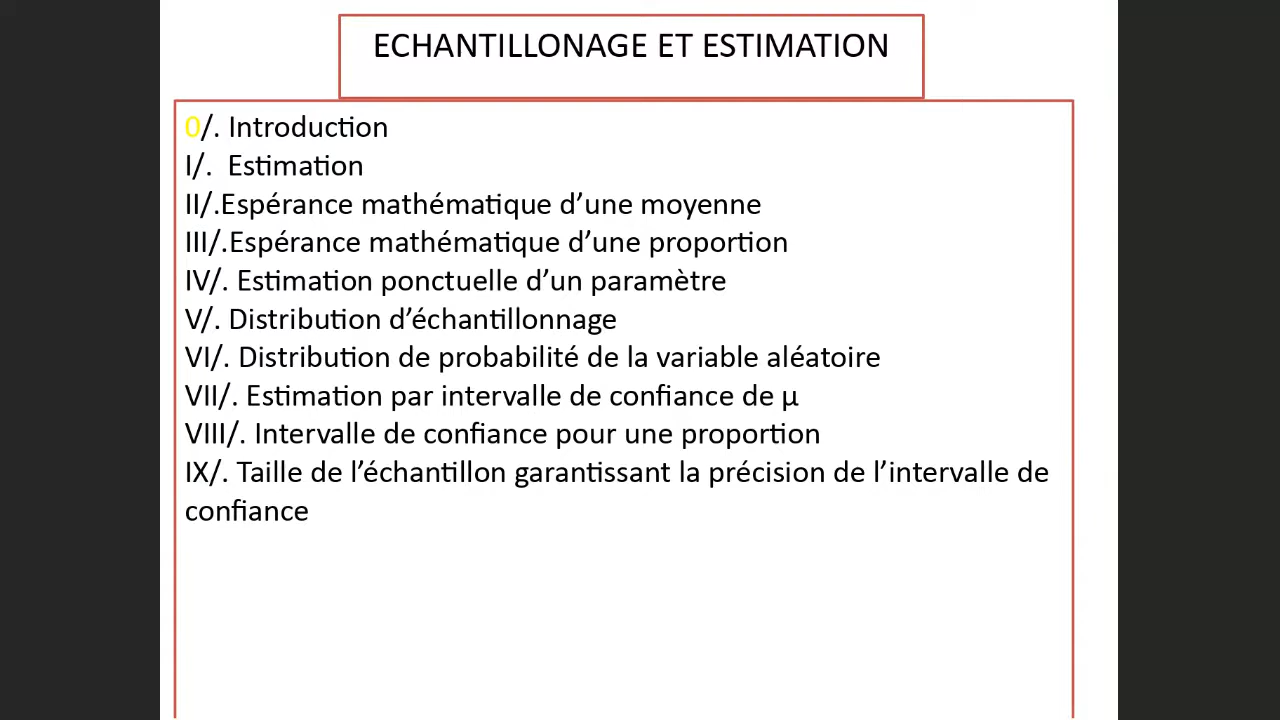 ECHANTILLONAGE ET ESTIMATION
0/. Introduction
I/. Estimation
II/.Espérance mathématique d’une moyenne
III/.Espérance mathématique d’une proportion
IV/. Estimation ponctuelle d’un paramètre
V/. Distribution d’échantillonnage
VI/. Distribution de probabilité de la variable aléatoire
VII/. Estimation par intervalle de confiance de µ
VIII/. Intervalle de confiance pour une proportion
IX/. Taille de l’échantillon garantissant la précision de l’intervalle de
confiance